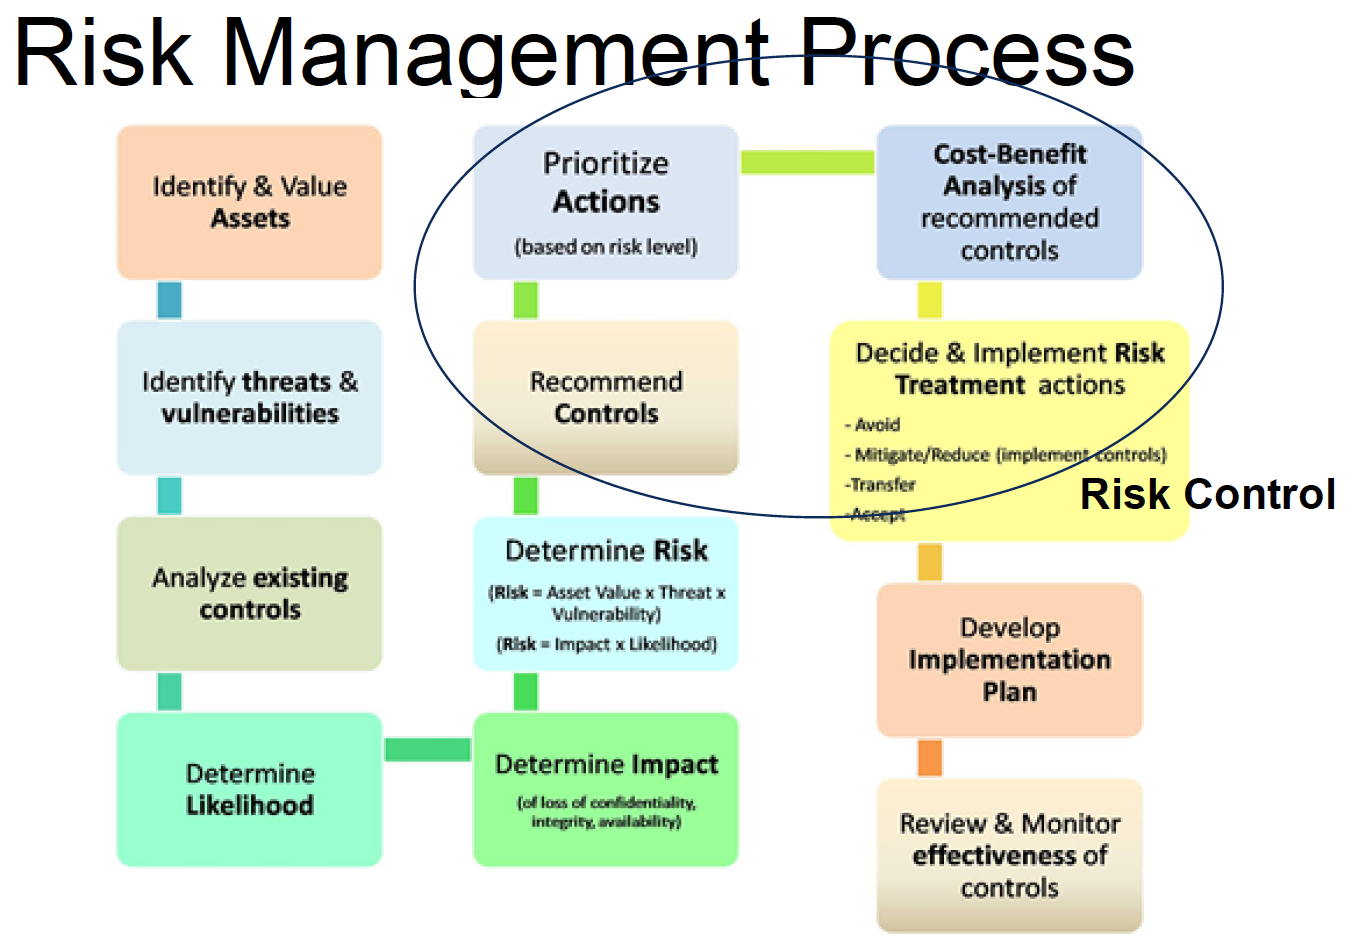 Risk Management Process
Identify & Value
Assets
Identify threats &
vulnerabilities
Analyze existing
controls
Determine
Likelihood
Prioritize
Actions
(based on risk level)
Recommend
Controls
Determine Risk
(Risk = Asset Value x Threat x
Vulnerability)
(Risk = Impact x Likelihood)
Determine Impact
(of loss of confidentiality,
integrity, availability)
Cost-Benefit
Analysis of
recommended
controls
Decide & Implement Risk
Treatment actions
- Avoid
- Mitigate/Reduce (implement controls)
-Transfer
-Accept
Risk Control
Develop
Implementation
Plan
Review & Monitor
effectiveness of
controls